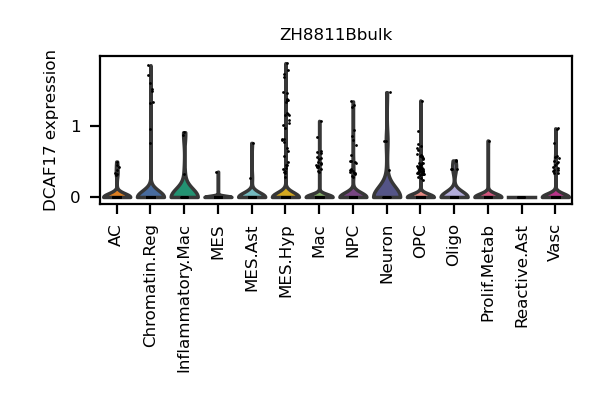 ZH8811Bbulk
DCAF17 expression
1
0
AC
Chromatin.Reg
Inflammatory.Mac
MES
MES.Ast
MES.Hyp
Mac
NPC
Neuron
OPC
Oligo
Prolif.Metab
Reactive.Ast
Vasc